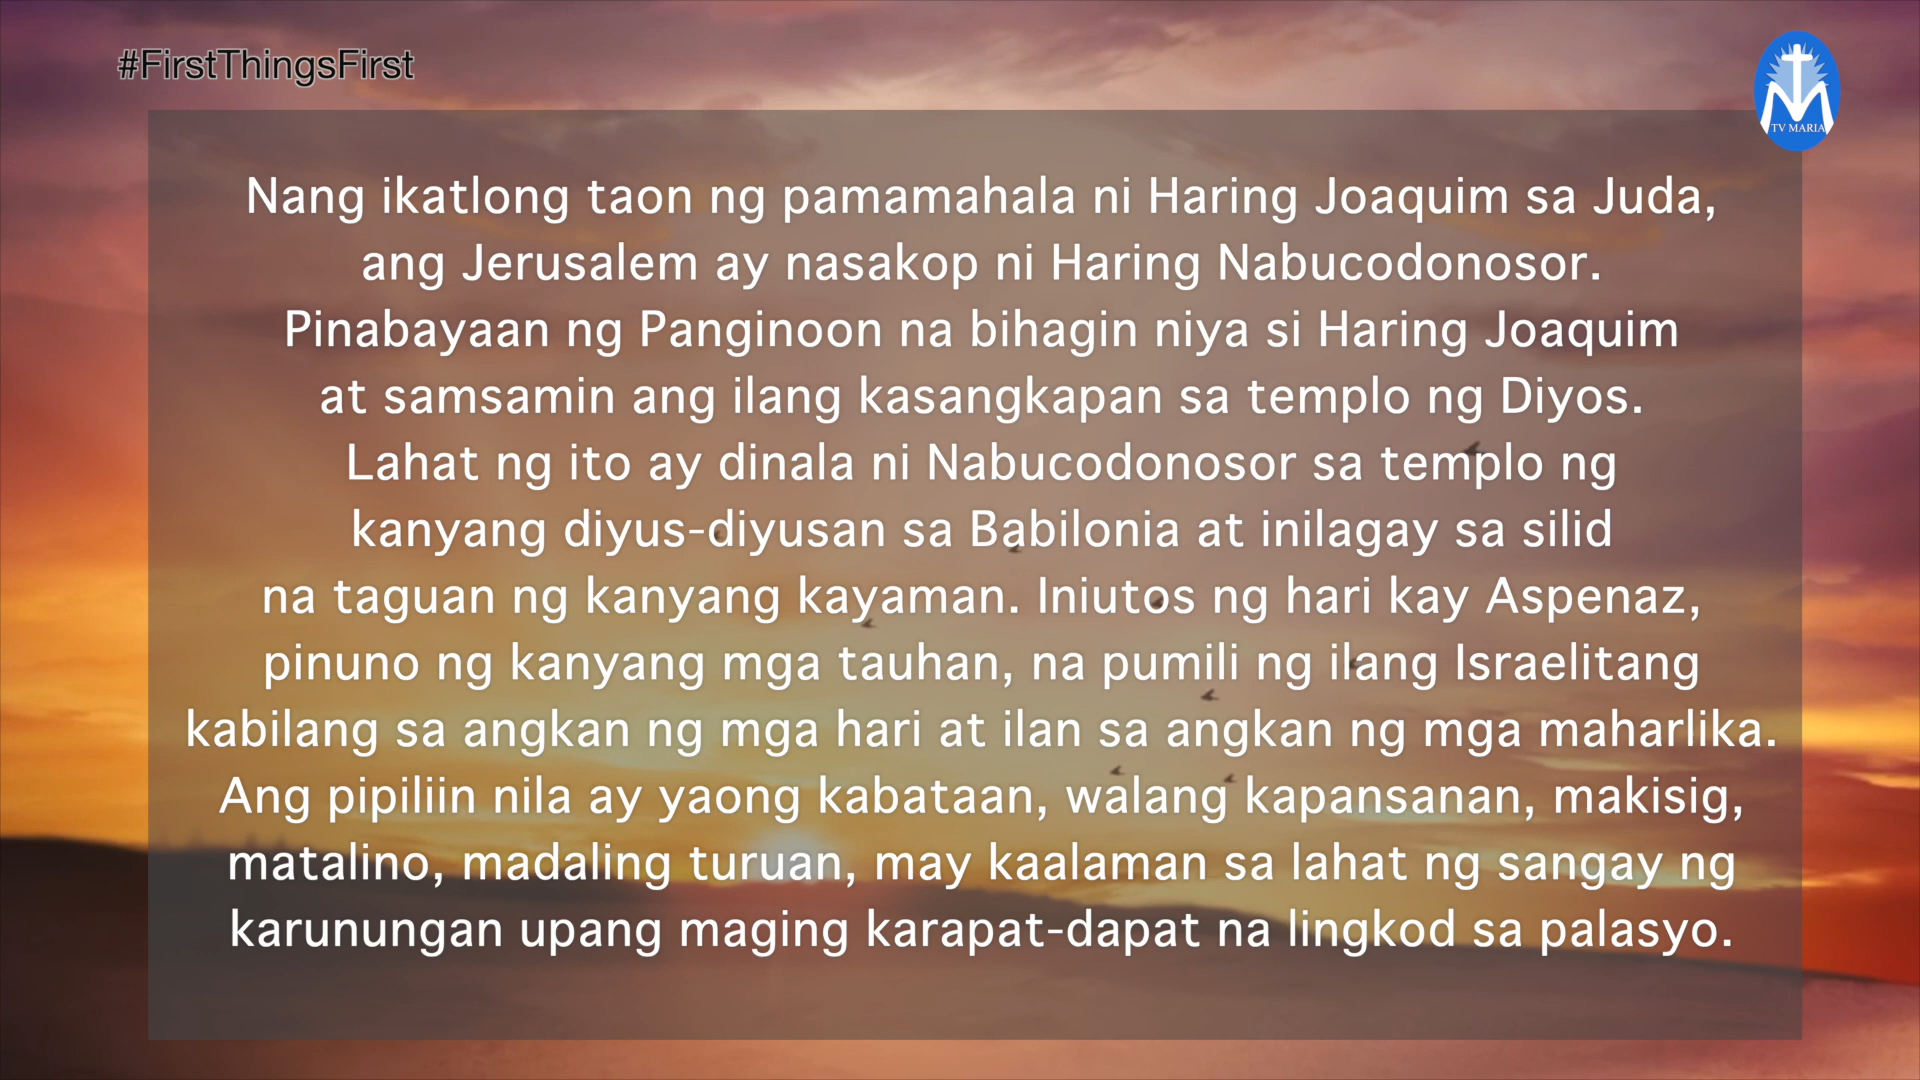 #FirstThingsFirst
TV MARIA
Nang ikatlong taon ng pamamahala ni Haring Joaquim sa Juda,
ang Jerusalem ay nasakop ni Haring Nabucodonosor.
Pinabayaan ng Panginoon na bihagin niya si Haring Joaquim
at samsamin ang ilang kasangkapan sa templo ng Diyos.
Lahat ng ito ay dinala ni Nabucodonosor sa templo ng
kanyang diyus-diyusan sa Babilonia at inilagay sa silid
na taguan ng kanyang kayaman. Iniutos ng hari kay Aspenaz,
pinuno ng kanyang mga tauhan, na pumili ng ilang Israelitang
kabilang sa angkan ng mga hari at ilan sa angkan ng mga maharlika.
Ang pipiliin nila ay yaong kabataan, walang kapansanan, makisig,
matalino, madaling turuan, may kaalaman sa lahat ng sangay ng
karunungan upang maging karapat-dapat na lingkod sa palasyo.